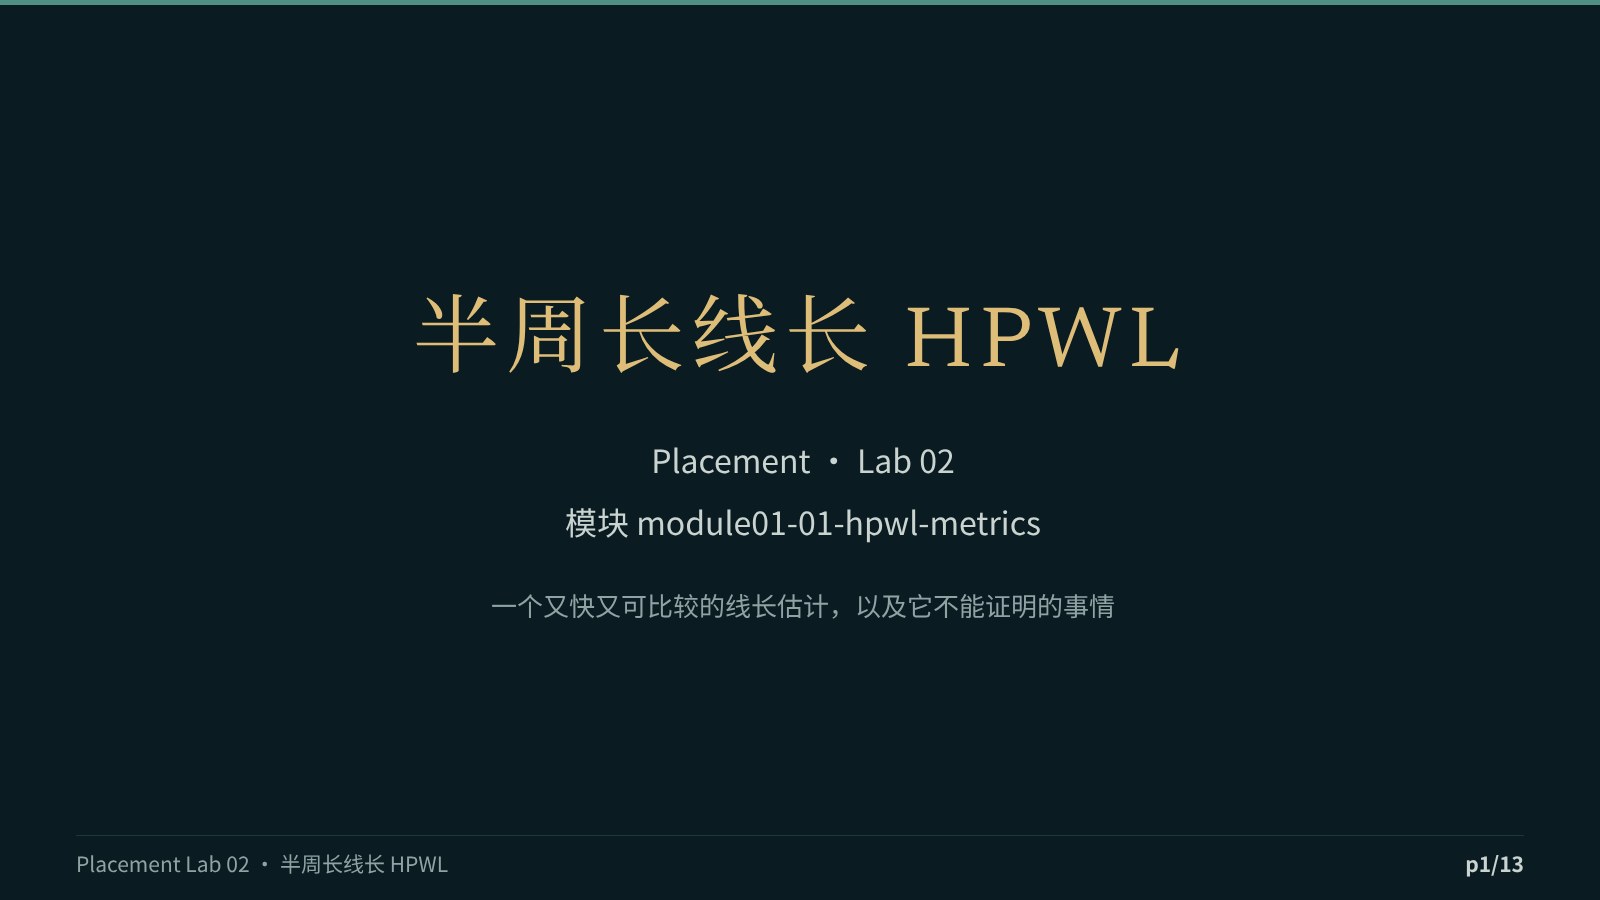 半周长线长 HPWL
Placement · Lab 02
模块 module01-01-hpwl-metrics
一个又快又可比较的线长估计，以及它不能证明的事情
Placement Lab 02 · 半周长线长 HPWL
p1/13